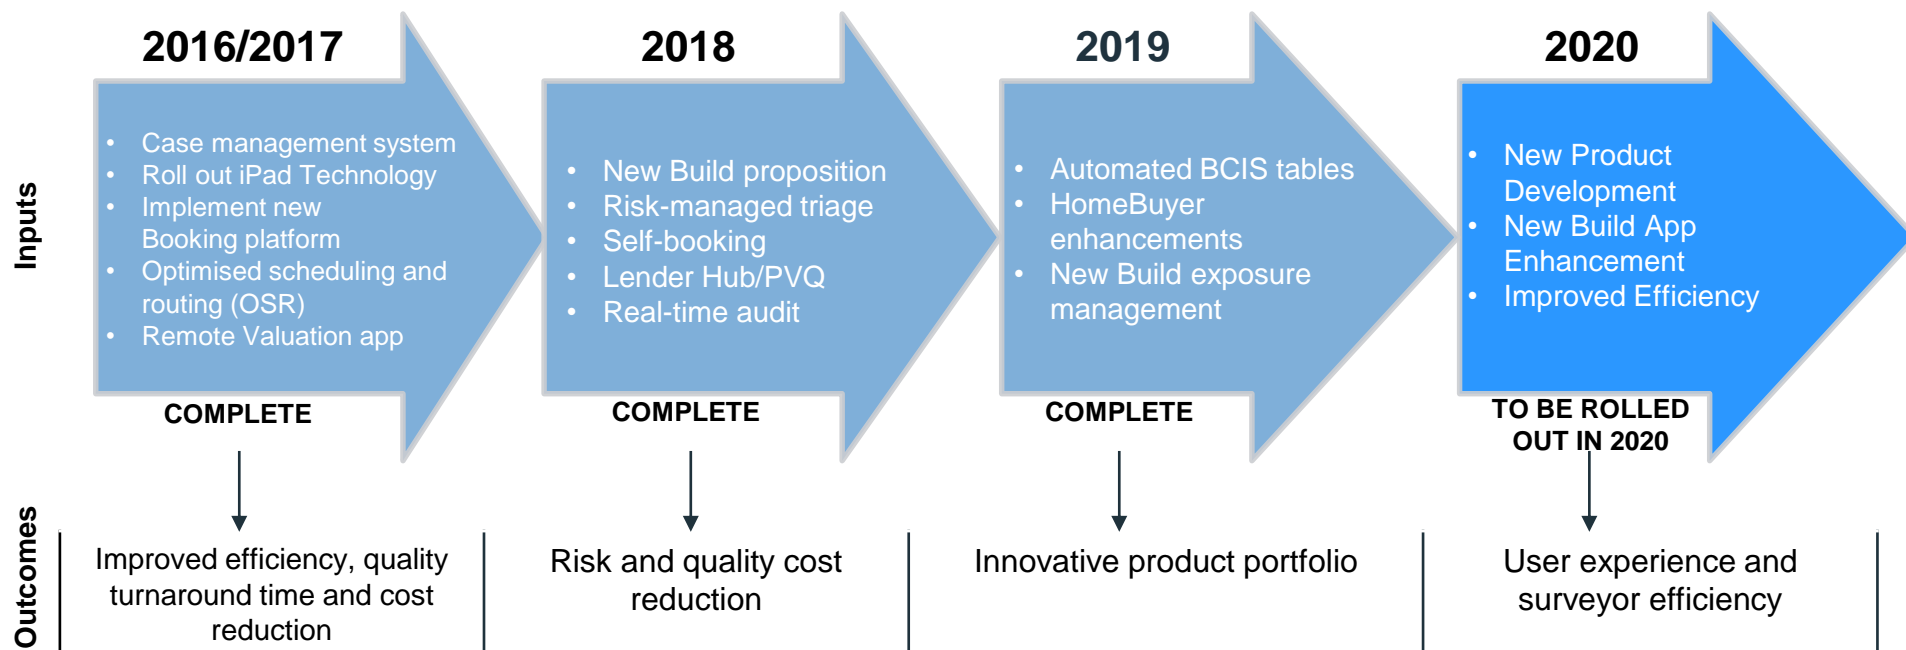 2016/2017
2018
2019
2020
Inputs
• Case management system
• Roll out iPad Technology
• Implement new
Booking platform
• Optimised scheduling and
routing (OSR)
• Remote Valuation app
• New Build proposition
• Risk-managed triage
• Self-booking
• Lender Hub/PVQ
• Real-time audit
• Automated BCIS tables
• HomeBuyer
enhancements
• New Build exposure
management
• New Product
Development
• New Build App
Enhancement
• Improved Efficiency
COMPLETE
COMPLETE
COMPLETE
TO BE ROLLED
OUT IN 2020
Outcomes
Improved efficiency, quality
turnaround time and cost
reduction
Risk and quality cost
reduction
Innovative product portfolio
User experience and
surveyor efficiency